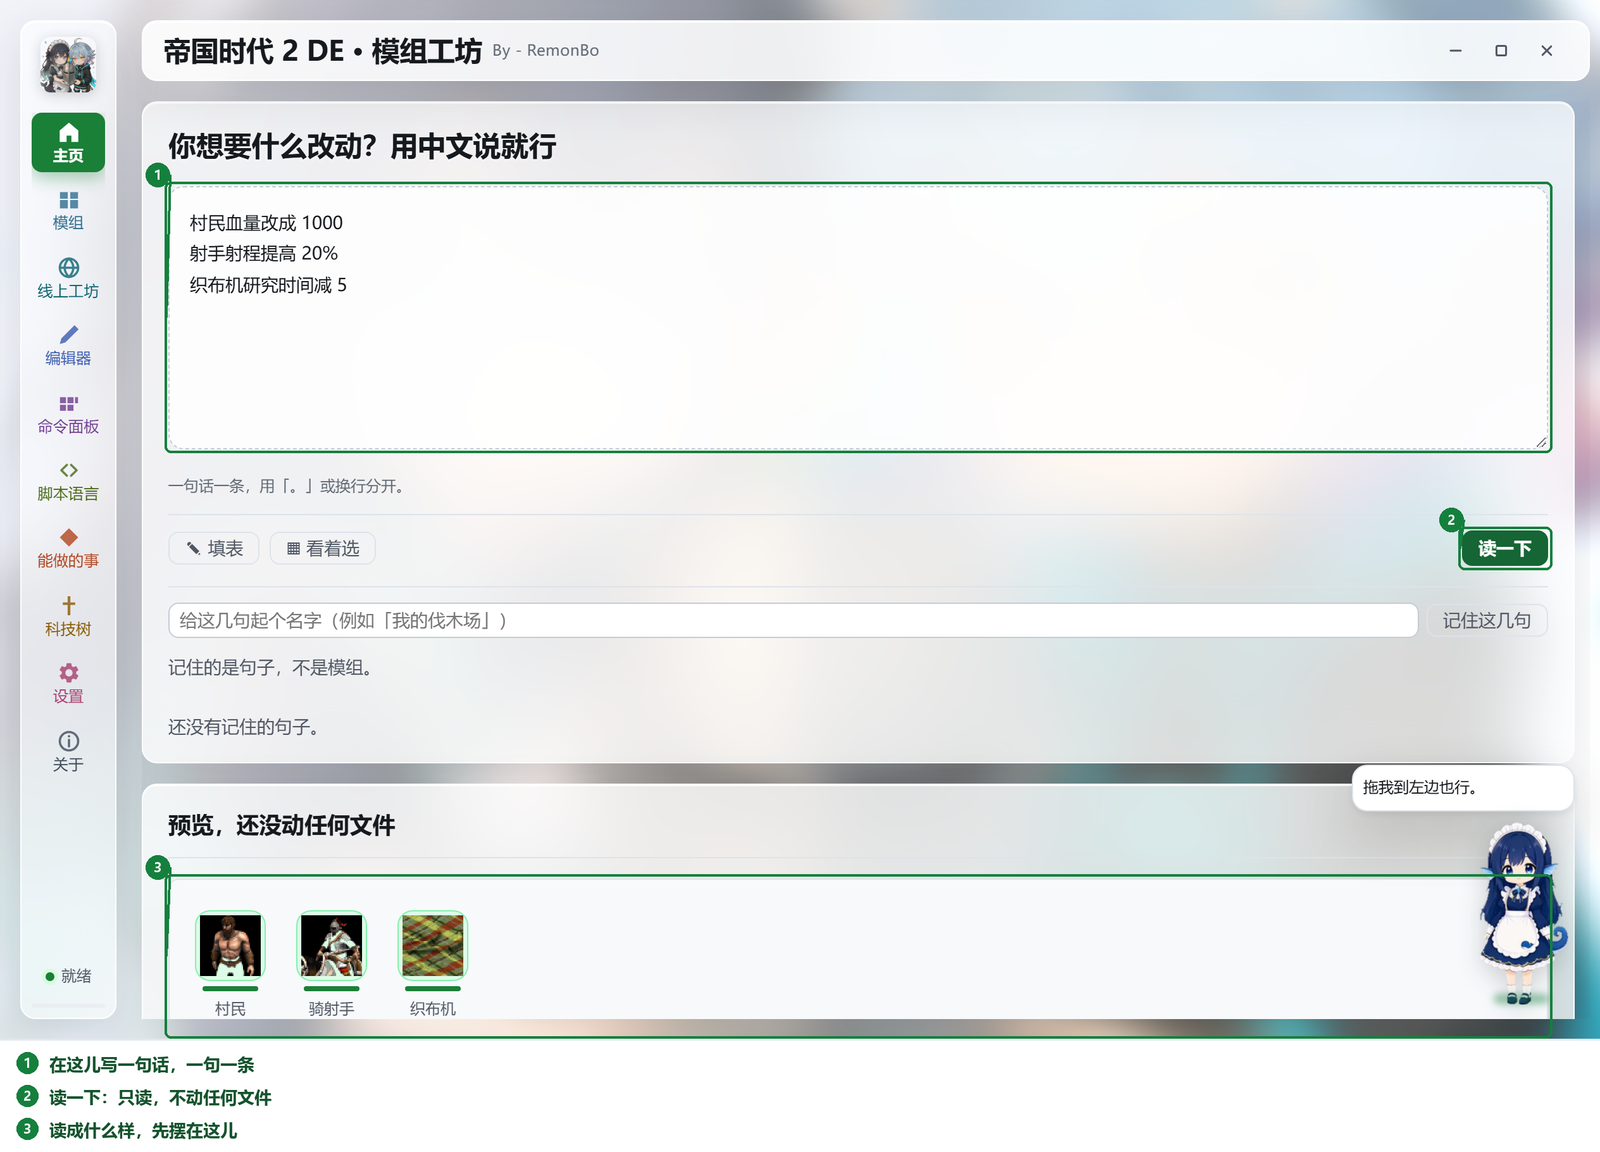 帝国时代 2 DE • 模组工坊 By - RemonBo
主页
模组
线上工坊
编辑器
命令面板
脚本语言
能做的事
科技树
设置
关于
就绪
你想要什么改动？用中文说就行
1
村民血量改成 1000
射手射程提高 20%
织布机研究时间减 5
一句话一条，用「。」或换行分开。
填表
看着选
2
读一下
给这几句起个名字（例如「我的伐木场」）
记住这几句
记住的是句子，不是模组。
还没有记住的句子。
拖我到左边也行。
预览，还没动任何文件
3
村民
骑射手
织布机
1 在这儿写一句话，一句一条
2 读一下：只读，不动任何文件
3 读成什么样，先摆在这儿